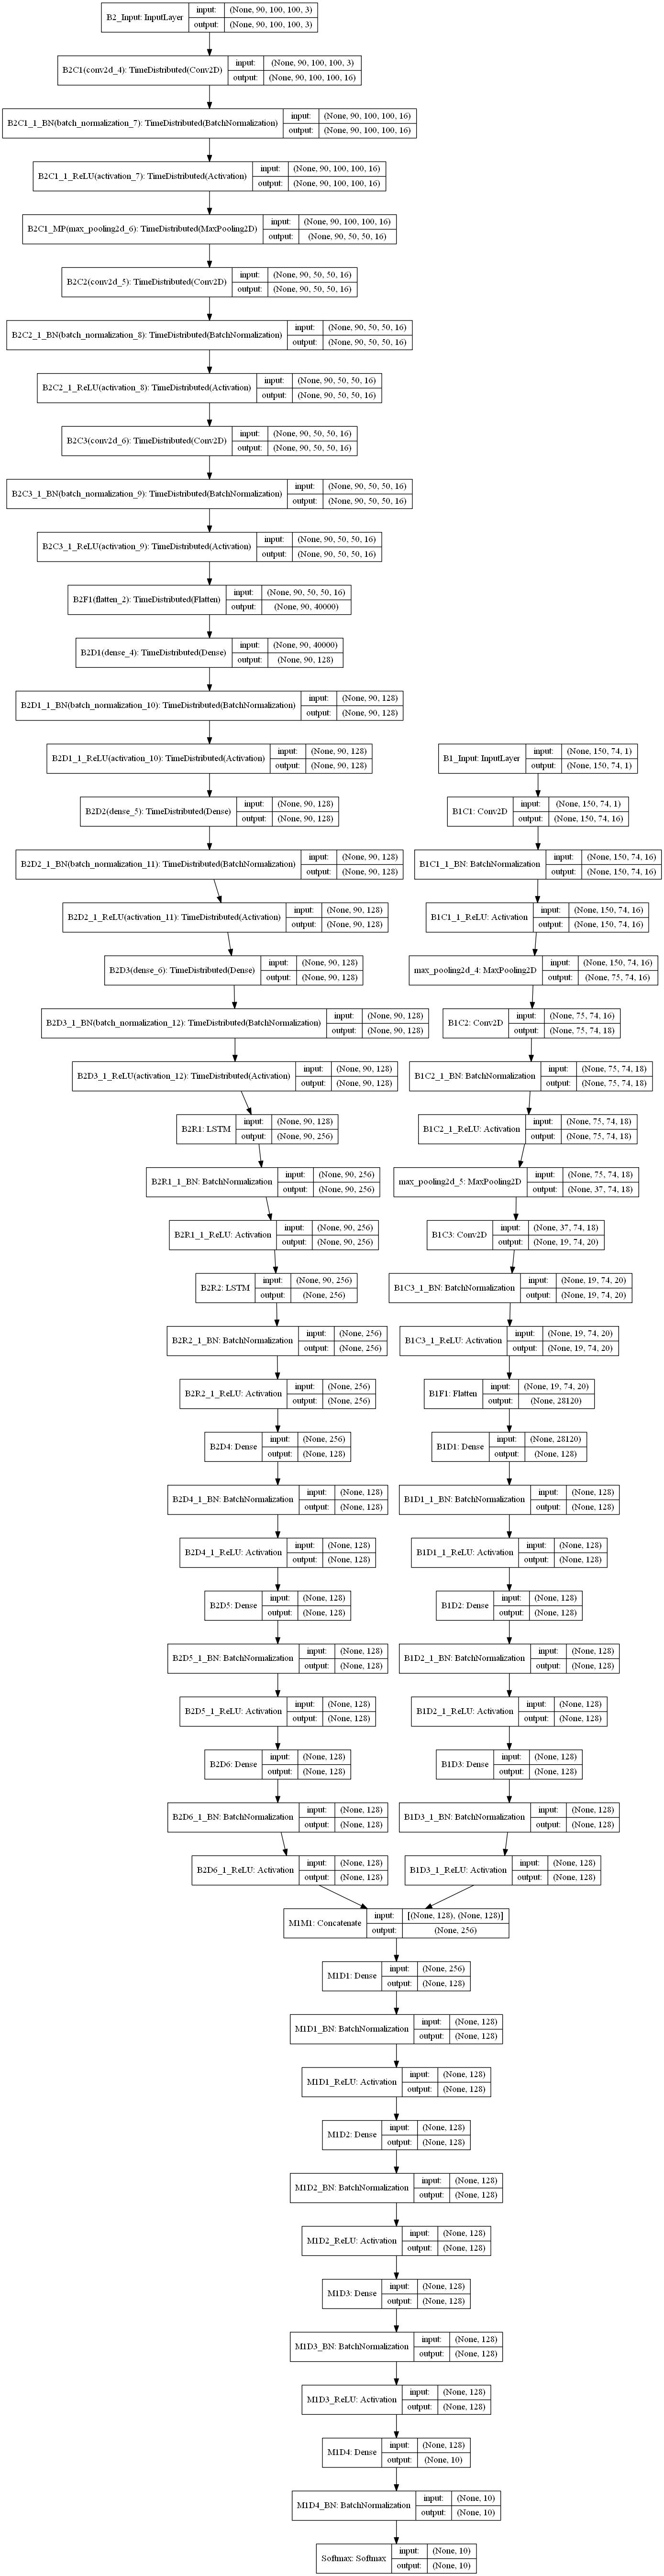 B2_Input: InputLayer input: (None, 90, 100, 100, 3)
output: (None, 90, 100, 100, 3)
B2C1(conv2d_4): TimeDistributed(Conv2D) input: (None, 90, 100, 100, 3)
output: (None, 90, 100, 100, 16)
B2C1_1_BN(batch_normalization_7): TimeDistributed(BatchNormalization) input: (None, 90, 100, 100, 16)
output: (None, 90, 100, 100, 16)
B2C1_1_ReLU(activation_7): TimeDistributed(Activation) input: (None, 90, 100, 100, 16)
output: (None, 90, 100, 100, 16)
B2C1_MP(max_pooling2d_6): TimeDistributed(MaxPooling2D) input: (None, 90, 100, 100, 16)
output: (None, 90, 50, 50, 16)
B2C2(conv2d_5): TimeDistributed(Conv2D) input: (None, 90, 50, 50, 16)
output: (None, 90, 50, 50, 16)
B2C2_1_BN(batch_normalization_8): TimeDistributed(BatchNormalization) input: (None, 90, 50, 50, 16)
output: (None, 90, 50, 50, 16)
B2C2_1_ReLU(activation_8): TimeDistributed(Activation) input: (None, 90, 50, 50, 16)
output: (None, 90, 50, 50, 16)
B2C3(conv2d_6): TimeDistributed(Conv2D) input: (None, 90, 50, 50, 16)
output: (None, 90, 50, 50, 16)
B2C3_1_BN(batch_normalization_9): TimeDistributed(BatchNormalization) input: (None, 90, 50, 50, 16)
output: (None, 90, 50, 50, 16)
B2C3_1_ReLU(activation_9): TimeDistributed(Activation) input: (None, 90, 50, 50, 16)
output: (None, 90, 50, 50, 16)
B2F1(flatten_2): TimeDistributed(Flatten) input: (None, 90, 50, 50, 16)
output: (None, 90, 40000)
B2D1(dense_4): TimeDistributed(Dense) input: (None, 90, 40000)
output: (None, 90, 128)
B2D1_1_BN(batch_normalization_10): TimeDistributed(BatchNormalization) input: (None, 90, 128)
output: (None, 90, 128)
B2D1_1_ReLU(activation_10): TimeDistributed(Activation) input: (None, 90, 128)
output: (None, 90, 128)
B2D2(dense_5): TimeDistributed(Dense) input: (None, 90, 128)
output: (None, 90, 128)
B2D2_1_BN(batch_normalization_11): TimeDistributed(BatchNormalization) input: (None, 90, 128)
output: (None, 90, 128)
B2D2_1_ReLU(activation_11): TimeDistributed(Activation) input: (None, 90, 128)
output: (None, 90, 128)
B2D3(dense_6): TimeDistributed(Dense) input: (None, 90, 128)
output: (None, 90, 128)
B2D3_1_BN(batch_normalization_12): TimeDistributed(BatchNormalization) input: (None, 90, 128)
output: (None, 90, 128)
B2D3_1_ReLU(activation_12): TimeDistributed(Activation) input: (None, 90, 128)
output: (None, 90, 128)
B2R1: LSTM input: (None, 90, 128)
output: (None, 90, 256)
B2R1_1_BN: BatchNormalization input: (None, 90, 256)
output: (None, 90, 256)
B2R1_1_ReLU: Activation input: (None, 90, 256)
output: (None, 90, 256)
B2R2: LSTM input: (None, 90, 256)
output: (None, 256)
B2R2_1_BN: BatchNormalization input: (None, 256)
output: (None, 256)
B2R2_1_ReLU: Activation input: (None, 256)
output: (None, 256)
B2D4: Dense input: (None, 256)
output: (None, 128)
B2D4_1_BN: BatchNormalization input: (None, 128)
output: (None, 128)
B2D4_1_ReLU: Activation input: (None, 128)
output: (None, 128)
B2D5: Dense input: (None, 128)
output: (None, 128)
B2D5_1_BN: BatchNormalization input: (None, 128)
output: (None, 128)
B2D5_1_ReLU: Activation input: (None, 128)
output: (None, 128)
B2D6: Dense input: (None, 128)
output: (None, 128)
B2D6_1_BN: BatchNormalization input: (None, 128)
output: (None, 128)
B2D6_1_ReLU: Activation input: (None, 128)
output: (None, 128)
B1_Input: InputLayer input: (None, 150, 74, 1)
output: (None, 150, 74, 1)
B1C1: Conv2D input: (None, 150, 74, 1)
output: (None, 150, 74, 16)
B1C1_1_BN: BatchNormalization input: (None, 150, 74, 16)
output: (None, 150, 74, 16)
B1C1_1_ReLU: Activation input: (None, 150, 74, 16)
output: (None, 150, 74, 16)
max_pooling2d_4: MaxPooling2D input: (None, 150, 74, 16)
output: (None, 75, 74, 16)
B1C2: Conv2D input: (None, 75, 74, 16)
output: (None, 75, 74, 18)
B1C2_1_BN: BatchNormalization input: (None, 75, 74, 18)
output: (None, 75, 74, 18)
B1C2_1_ReLU: Activation input: (None, 75, 74, 18)
output: (None, 75, 74, 18)
max_pooling2d_5: MaxPooling2D input: (None, 75, 74, 18)
output: (None, 37, 74, 18)
B1C3: Conv2D input: (None, 37, 74, 18)
output: (None, 19, 74, 20)
B1C3_1_BN: BatchNormalization input: (None, 19, 74, 20)
output: (None, 19, 74, 20)
B1C3_1_ReLU: Activation input: (None, 19, 74, 20)
output: (None, 19, 74, 20)
B1F1: Flatten input: (None, 19, 74, 20)
output: (None, 28120)
B1D1: Dense input: (None, 28120)
output: (None, 128)
B1D1_1_BN: BatchNormalization input: (None, 128)
output: (None, 128)
B1D1_1_ReLU: Activation input: (None, 128)
output: (None, 128)
B1D2: Dense input: (None, 128)
output: (None, 128)
B1D2_1_BN: BatchNormalization input: (None, 128)
output: (None, 128)
B1D2_1_ReLU: Activation input: (None, 128)
output: (None, 128)
B1D3: Dense input: (None, 128)
output: (None, 128)
B1D3_1_BN: BatchNormalization input: (None, 128)
output: (None, 128)
B1D3_1_ReLU: Activation input: (None, 128)
output: (None, 128)
M1M1: Concatenate input: [(None, 128), (None, 128)]
output: (None, 256)
M1D1: Dense input: (None, 256)
output: (None, 128)
M1D1_BN: BatchNormalization input: (None, 128)
output: (None, 128)
M1D1_ReLU: Activation input: (None, 128)
output: (None, 128)
M1D2: Dense input: (None, 128)
output: (None, 128)
M1D2_BN: BatchNormalization input: (None, 128)
output: (None, 128)
M1D2_ReLU: Activation input: (None, 128)
output: (None, 128)
M1D3: Dense input: (None, 128)
output: (None, 128)
M1D3_BN: BatchNormalization input: (None, 128)
output: (None, 128)
M1D3_ReLU: Activation input: (None, 128)
output: (None, 128)
M1D4: Dense input: (None, 128)
output: (None, 10)
M1D4_BN: BatchNormalization input: (None, 10)
output: (None, 10)
Softmax: Softmax input: (None, 10)
output: (None, 10)